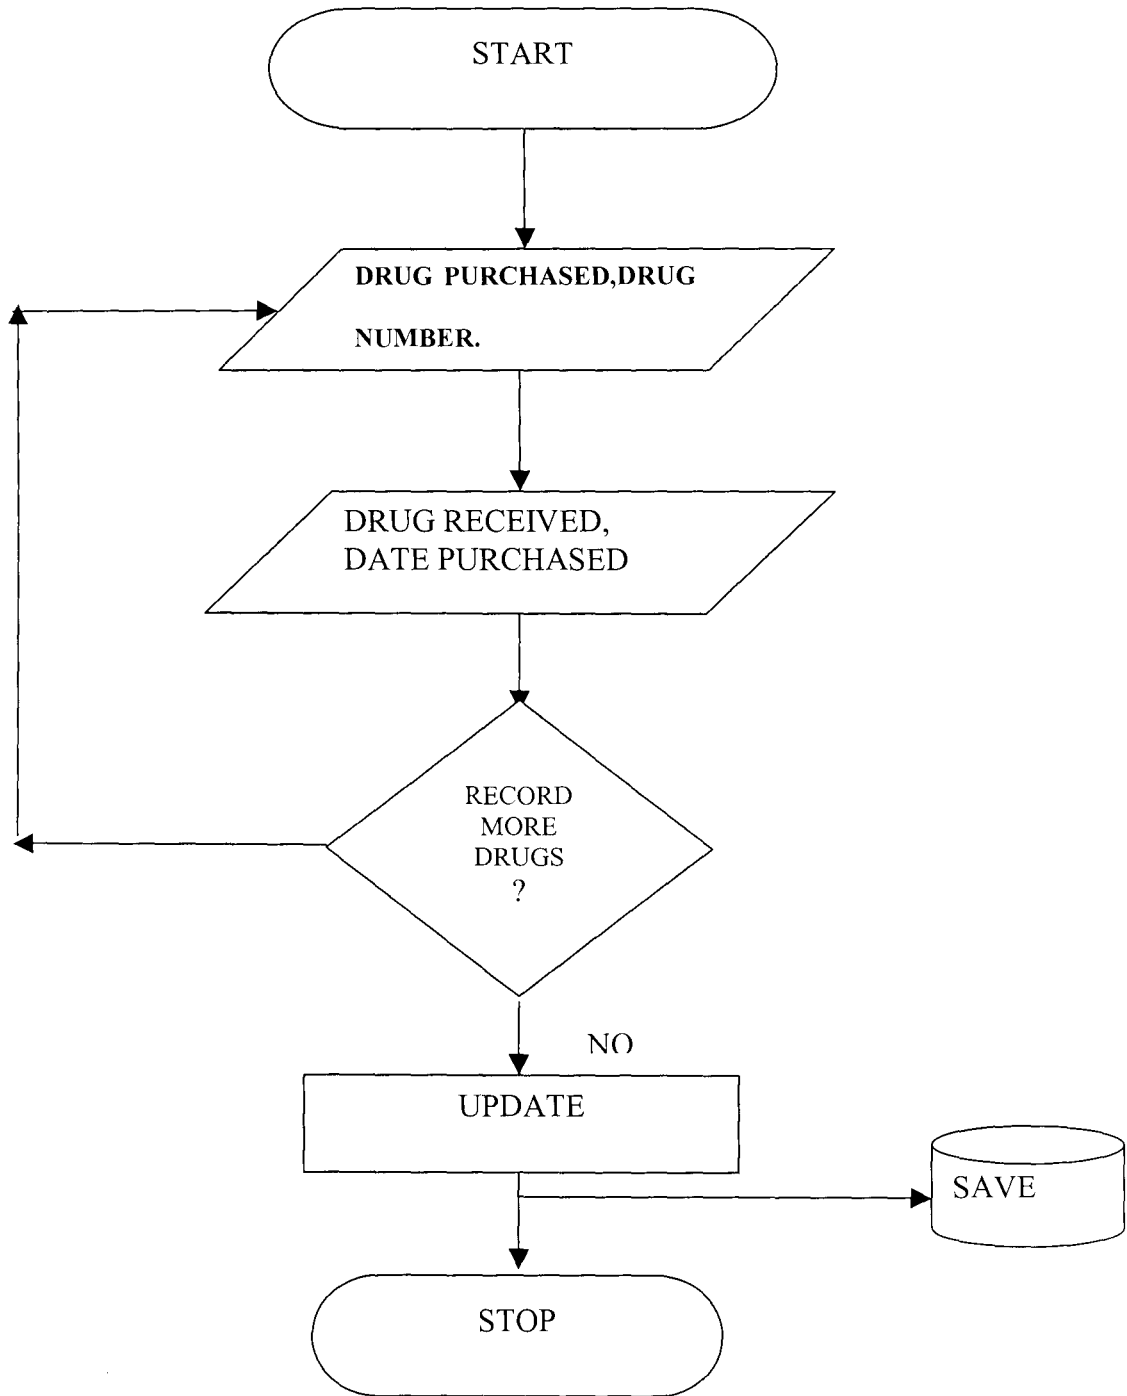 START
DRUG PURCHASED,DRUG
NUMBER.
DRUG RECEIVED,
DATE PURCHASED
RECORD
MORE
DRUGS
?
NO
UPDATE
SAVE
STOP